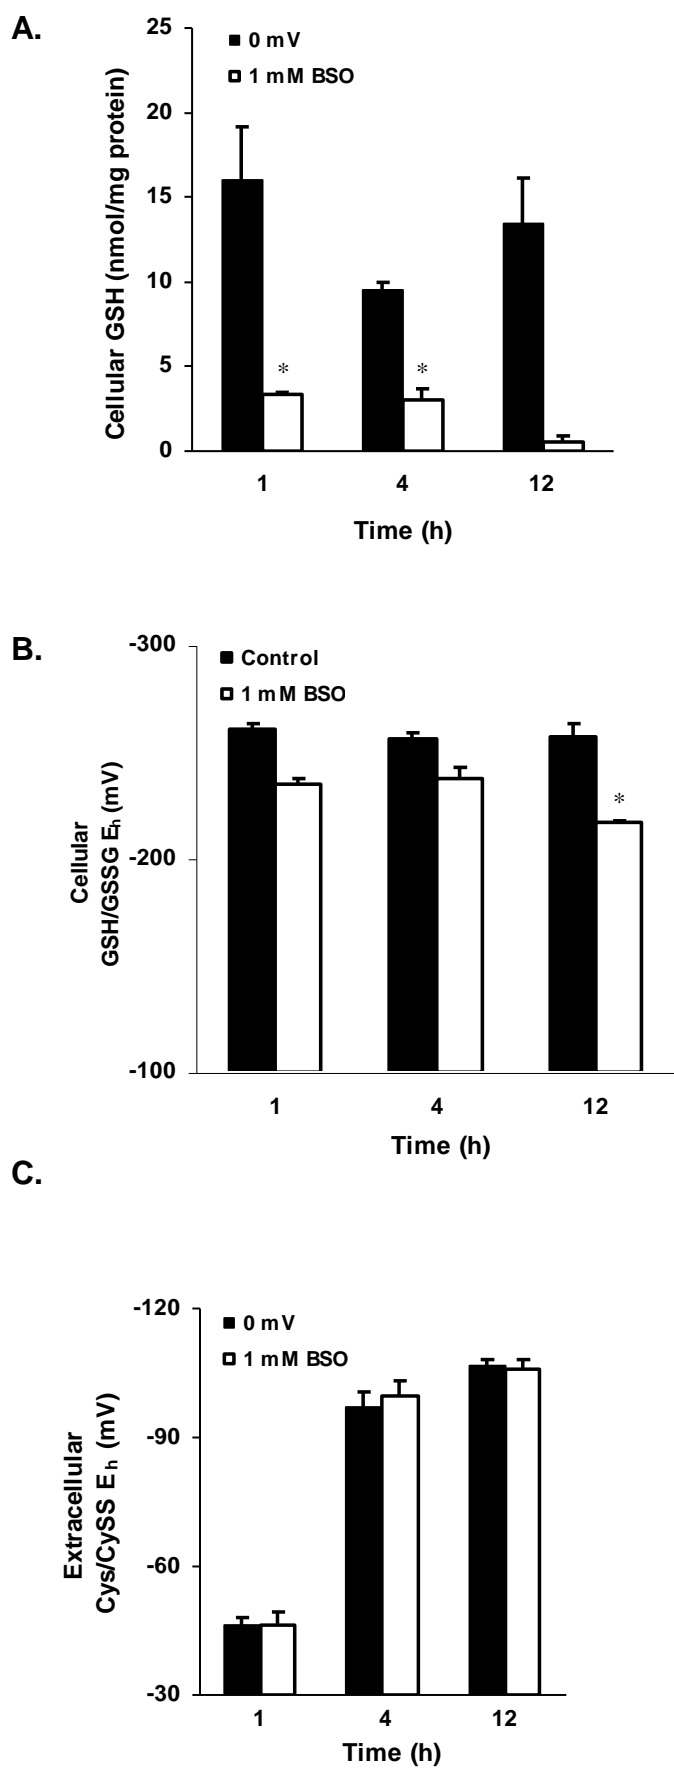 A.
25
20
15
10
5
0
Cellular GSH (nmol/mg protein)
0 mV
1 mM BSO
*
*
1 4 12
Time (h)
B.
-300
-200
-100
Cellular
GSH/GSSG Eh (mV)
Control
1 mM BSO
*
1 4 12
Time (h)
C.
-120
-90
-60
-30
Extracellular
Cys/CySS Eh (mV)
0 mV
1 mM BSO
1 4 12
Time (h)